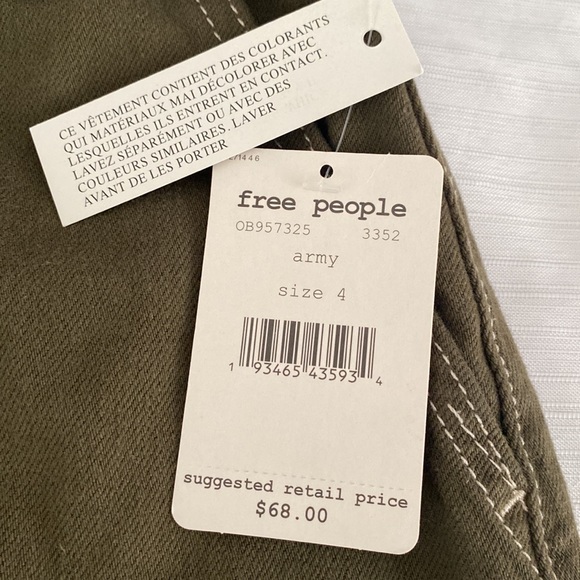 CE VÊTEMENT CONTIENT DES COLORANTS
QUI MATÉRIAUX MAI DÉCOLORER AVEC
LESQUELLES ILS ENTRENT EN CONTACT.
LAVEZ SÉPARÉMENT OU AVEC DES
COULEURS SIMILAIRES. LAVER
AVANT DE LES PORTER
free people
OB957325 3352
army
size 4
1 93465 43593 4
suggested retail price
$68.00